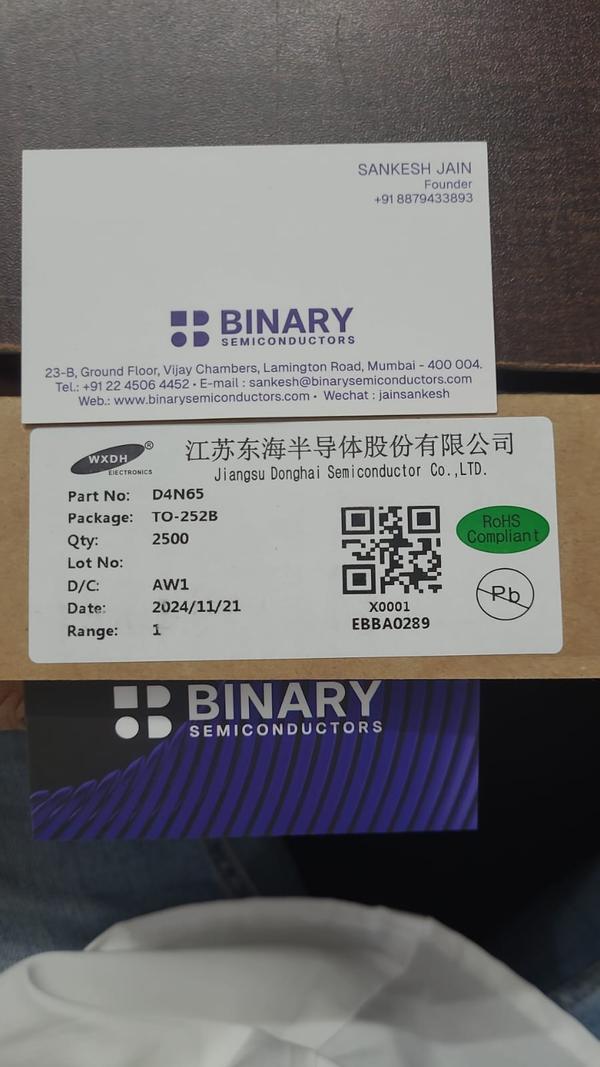 SANKESH JAIN
Founder
+91 8879433893
BINARY
SEMICONDUCTORS
23-B, Ground Floor, Vijay Chambers, Lamington Road, Mumbai - 400 004.
Tel.: +91 22 4506 4452 • E-mail : sankesh@binarysemiconductors.com
Web.: www.binarysemiconductors.com • Wechat : jainsankesh
WXDH ®
ElECTRONICS
江苏东海半导体股份有限公司
Jiangsu Donghai Semiconductor Co.,LTD.
Part No: D4N65
Package: TO-252B
Qty: 2500
Lot No:
D/C: AW1
Date: 2024/11/21
Range: 1
X0001
EBBA0289
RoHS
Compliant
Pb
BINARY
SEMICONDUCTORS